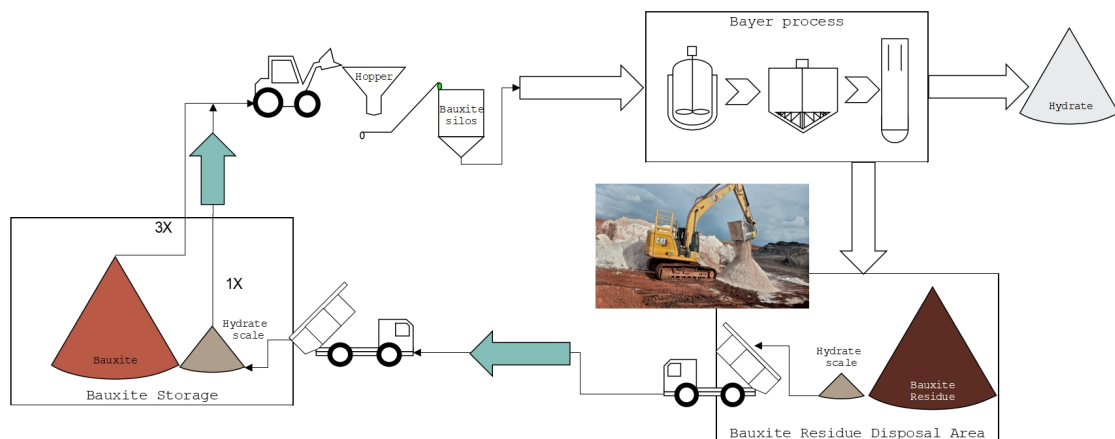 Bayer process
Hopper
Bauxite
silos
Hydrate
3X
1X
Hydrate
scale
Bauxite
Bauxite Storage
CAT
Hydrate
scale
Bauxite
Residue
Bauxite Residue Disposal Area